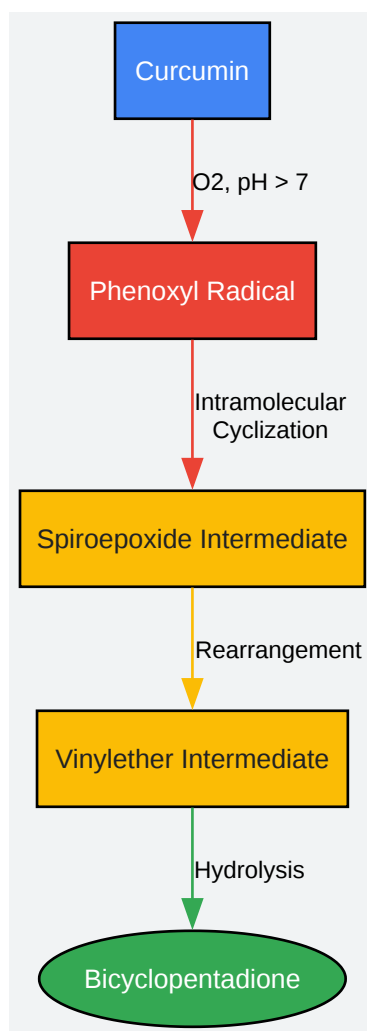 Curcumin
O2, pH > 7
Phenoxyl Radical
Intramolecular
Cyclization
Spiroepoxide Intermediate
Rearrangement
Vinylether Intermediate
Hydrolysis
Bicyclopentadione